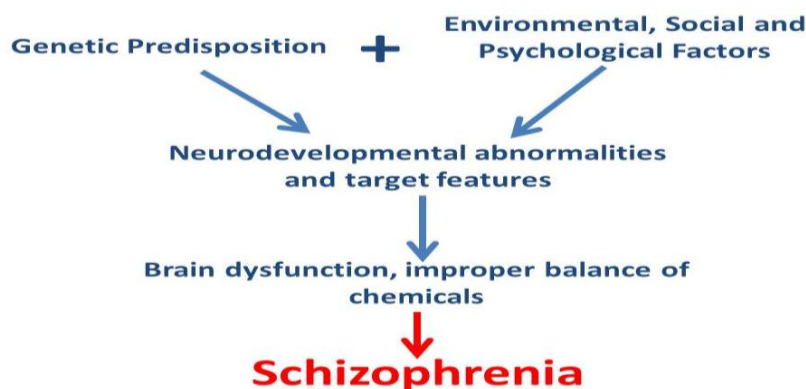 Genetic Predisposition + Environmental, Social and
Psychological Factors
Neurodevelopmental abnormalities
and target features
Brain dysfunction, improper balance of
chemicals
Schizophrenia